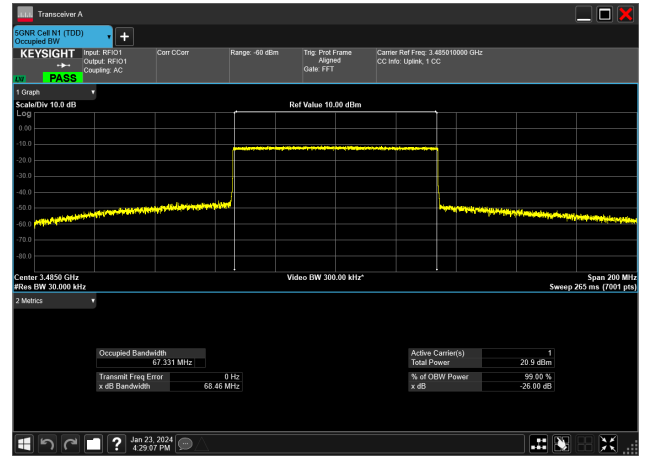 Transceiver A
5GNR Cell N1 (TDD)
Occupied BW
KEYSIGHT
LNI
PASS
Input: RFIO1
Output: RFIO1
Coupling: AC
Corr CCorr
Range: -60 dBm
Trig: Prot Frame
Aligned
Gate: FFT
Carrier Ref Freq: 3.485010000 GHz
CC Info: Uplink, 1 CC
1 Graph
Scale/Div 10.0 dB
Ref Value 10.00 dBm
Log
0.00
-10.0
-20.0
-30.0
-40.0
-50.0
-60.0
-70.0
-80.0
Center 3.4850 GHz
Video BW 300.00 kHz*
Span 200 MHz
#Res BW 30.000 kHz
Sweep 265 ms (7001 pts)
2 Metrics
Occupied Bandwidth
67.331 MHz
Transmit Freq Error 0 Hz
x dB Bandwidth 68.46 MHz
Active Carrier(s) 1
Total Power 20.9 dBm
% of OBW Power 99.00 %
x dB -26.00 dB
Jan 23, 2024
4:29:07 PM